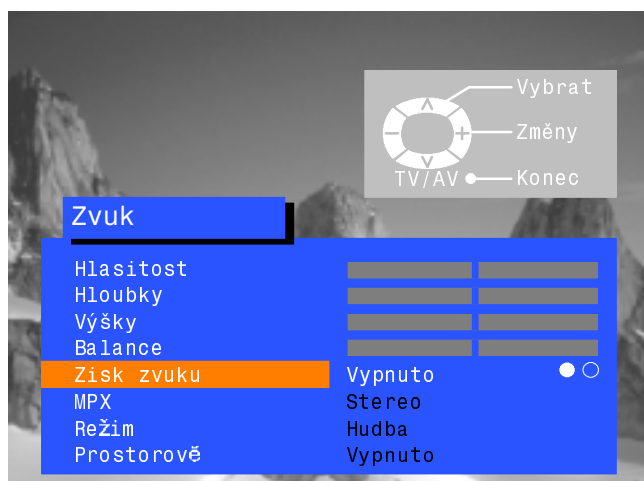 Vybrat
Změny
TV/AV Konec
Zvuk
Hlasitost
Hloubky
Výšky
Balance
Zisk zvuku Vypnuto
MPX Stereo
Režim Hudba
Prostorově Vypnuto